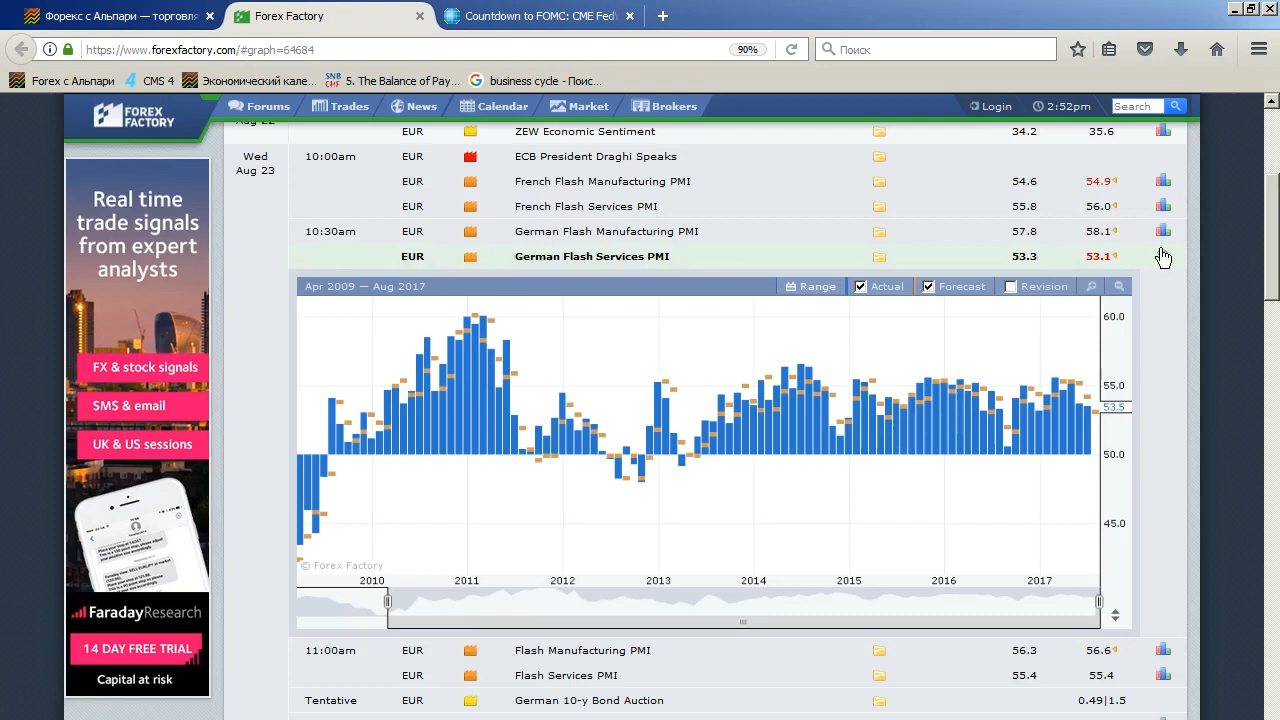 Форекс с Альпари — торговля
Forex Factory
Countdown to FOMC: CME Fed
https://www.forexfactory.com/#graph=64684
90%
Поиск
Forex с Альпари
CMS 4
Экономический кале...
SNB CHF
5. The Balance of Pay...
business cycle - Поис...
FOREX FACTORY
Forums
Trades
News
Calendar
Market
Brokers
Login
2:52pm
Search
EUR ZEW Economic Sentiment 34.2 35.6
Wed Aug 23
10:00am EUR ECB President Draghi Speaks
EUR French Flash Manufacturing PMI 54.6 54.9
EUR French Flash Services PMI 55.8 56.0
10:30am EUR German Flash Manufacturing PMI 57.8 58.1
EUR German Flash Services PMI 53.3 53.1
Apr 2009 — Aug 2017
Range
Actual
Forecast
Revision
60.0
55.0
53.5
50.0
45.0
© Forex Factory
2010 2011 2012 2013 2014 2015 2016 2017
11:00am EUR Flash Manufacturing PMI 56.3 56.6
EUR Flash Services PMI 55.4 55.4
Tentative EUR German 10-y Bond Auction 0.49|1.5
Real time
trade signals
from expert
analysts
FX & stock signals
SMS & email
UK & US sessions
FaradayResearch
14 DAY FREE TRIAL
Capital at risk